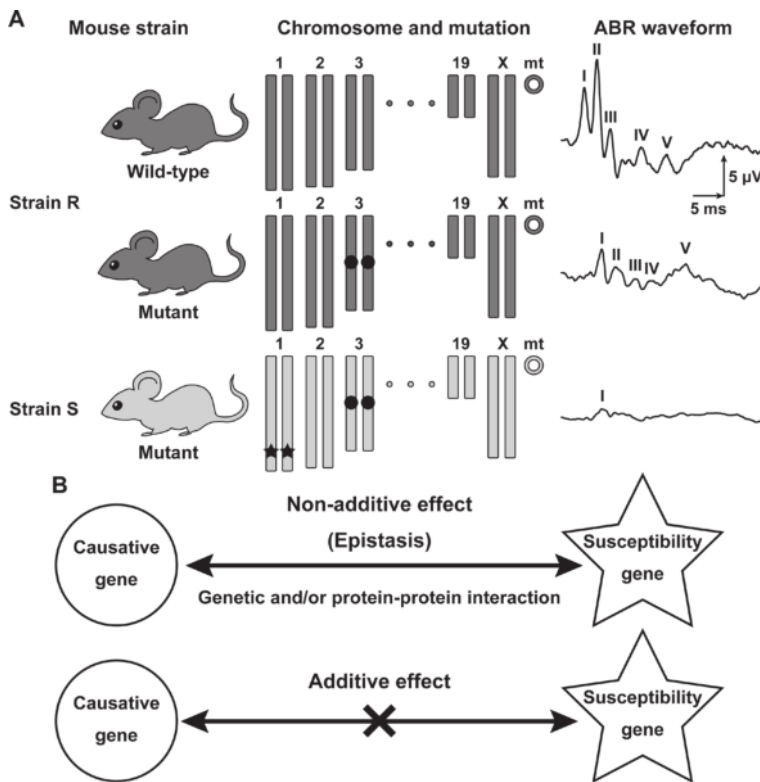 A
Mouse strain Chromosome and mutation ABR waveform
1 2 3 19 X mt
I II III IV V
Wild-type
5 µV
5 ms
Strain R
1 2 3 19 X mt
I II III IV V
Mutant
1 2 3 19 X mt
I
Strain S
Mutant
B
Non-additive effect
(Epistasis)
Causative
gene
Susceptibility
gene
Genetic and/or protein-protein interaction
Additive effect
Causative
gene
Susceptibility
gene